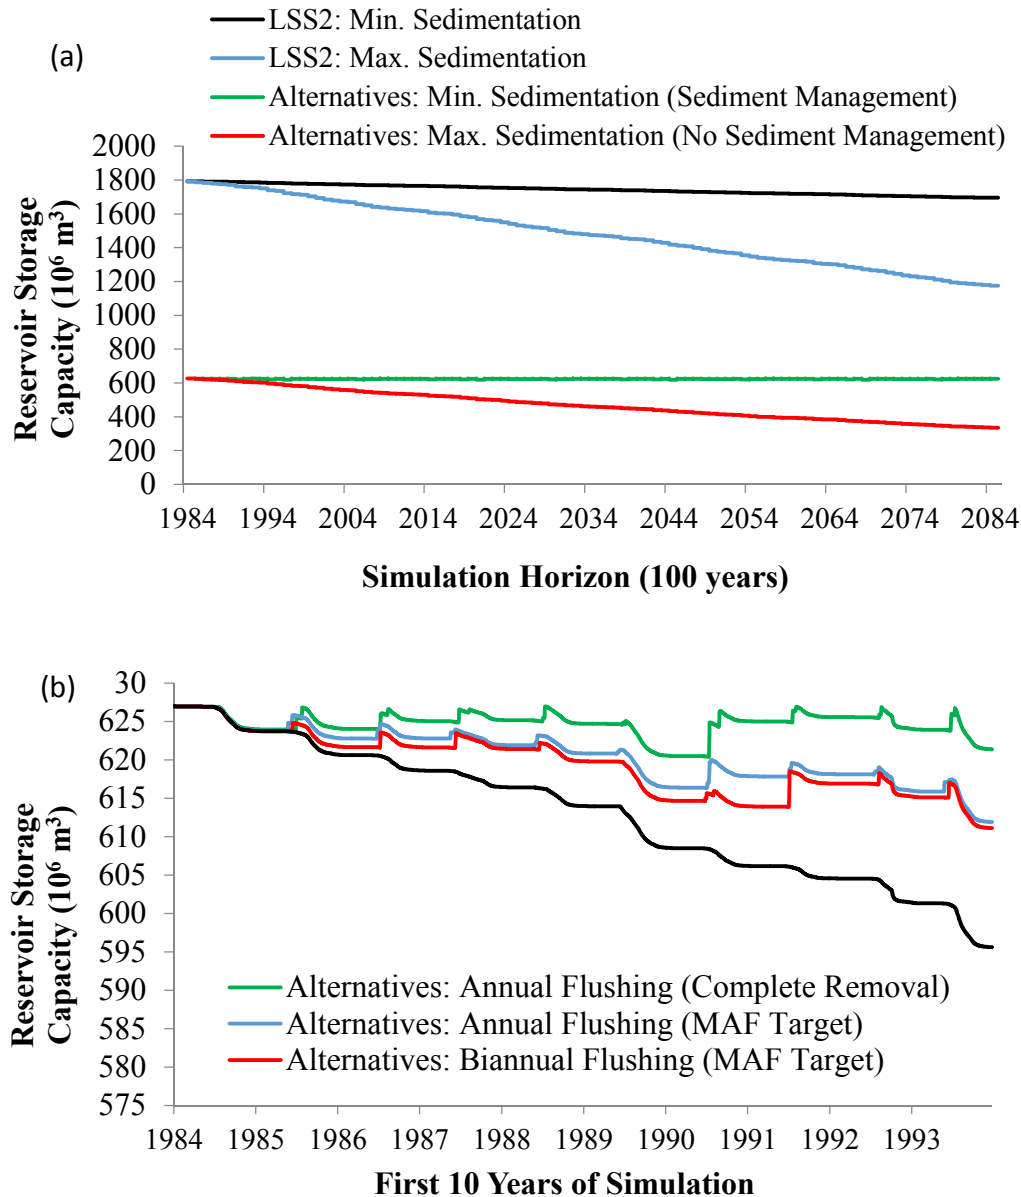 (a)
LSS2: Min. Sedimentation
LSS2: Max. Sedimentation
Alternatives: Min. Sedimentation (Sediment Management)
Alternatives: Max. Sedimentation (No Sediment Management)
Reservoir Storage
Capacity (10⁶ m³)
2000
1800
1600
1400
1200
1000
800
600
400
200
0
1984 1994 2004 2014 2024 2034 2044 2054 2064 2074 2084
Simulation Horizon (100 years)
(b)
Reservoir Storage
Capacity (10⁶ m³)
30
625
620
615
610
605
600
595
590
585
580
575
Alternatives: Annual Flushing (Complete Removal)
Alternatives: Annual Flushing (MAF Target)
Alternatives: Biannual Flushing (MAF Target)
1984 1985 1986 1987 1988 1989 1990 1991 1992 1993
First 10 Years of Simulation